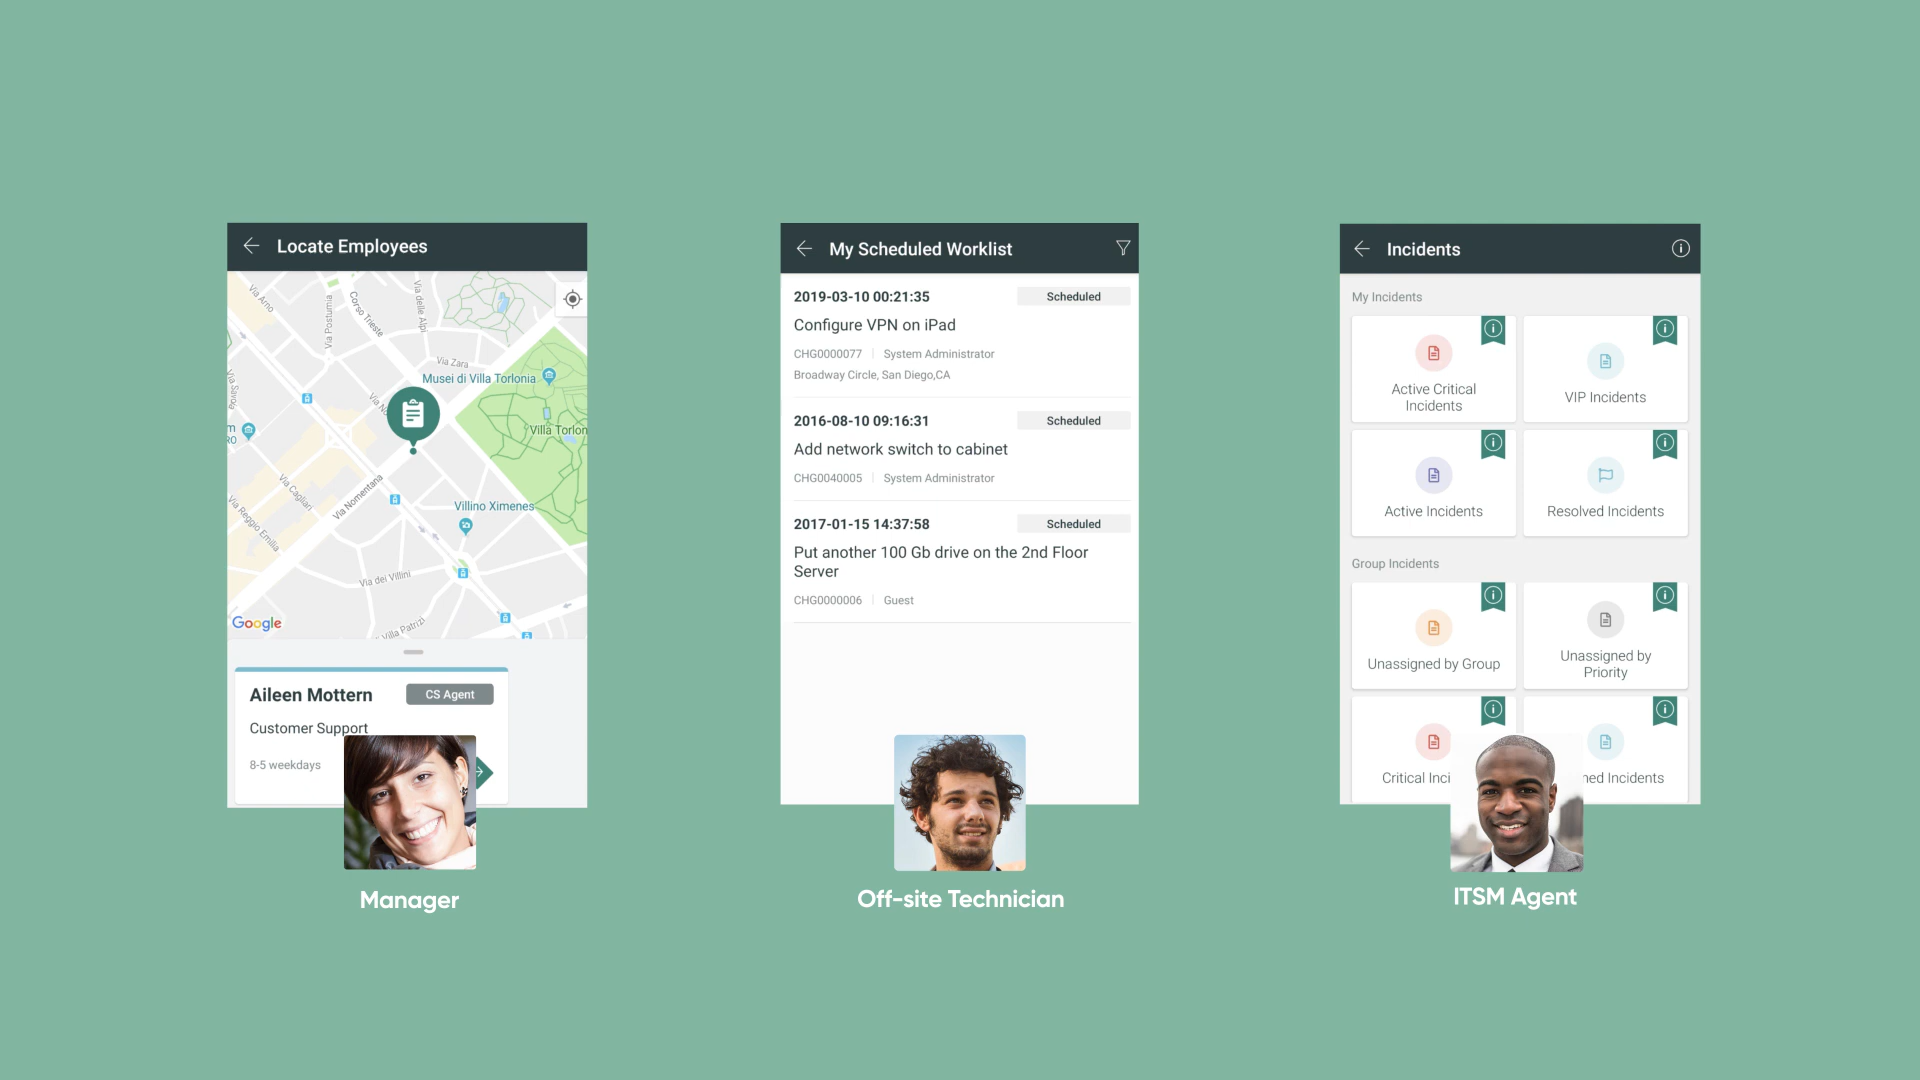 Locate Employees
Via Arno
Via Postumia
Corso Trieste
Via delle Alpi
Via Zara
Musei di Villa Torlonia
Via Savoia
Villa Torlon
Via Cagliari
Via Nomentana
Villino Ximenes
Via Reggio Emilia
Via dei Villini
Google
Villa Patrizi
Aileen Mottern
CS Agent
Customer Support
8-5 weekdays
Manager
My Scheduled Worklist
2019-03-10 00:21:35
Scheduled
Configure VPN on iPad
CHG0000077 | System Administrator
Broadway Circle, San Diego,CA
2016-08-10 09:16:31
Scheduled
Add network switch to cabinet
CHG0040005 | System Administrator
2017-01-15 14:37:58
Scheduled
Put another 100 Gb drive on the 2nd Floor
Server
CHG0000006 | Guest
Off-site Technician
Incidents
My Incidents
Active Critical
Incidents
VIP Incidents
Active Incidents
Resolved Incidents
Group Incidents
Unassigned by Group
Unassigned by
Priority
Critical Inci
ned Incidents
ITSM Agent